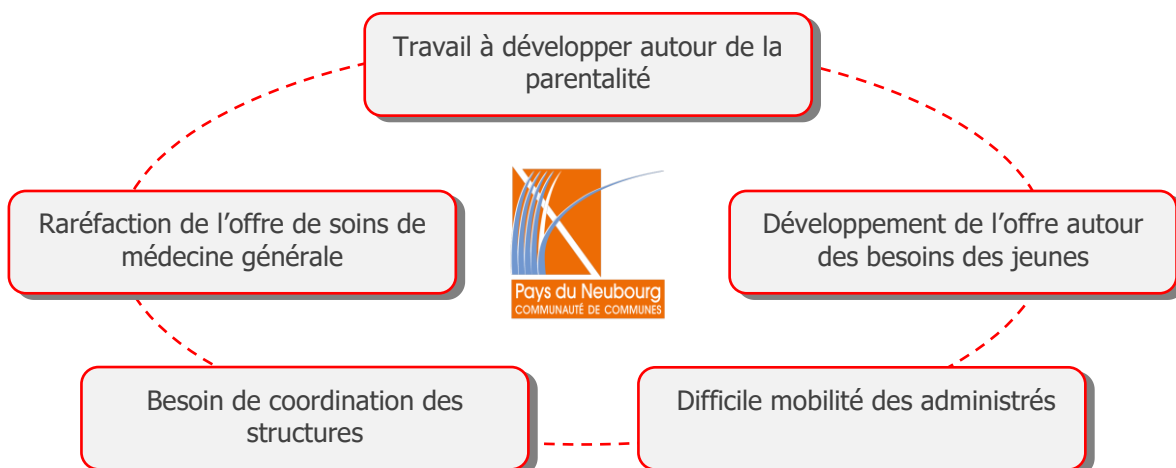 Travail à développer autour de la
parentalité
Raréfaction de l’offre de soins de
médecine générale
Pays du Neubourg
COMMUNAUTÉ DE COMMUNES
Développement de l’offre autour
des besoins des jeunes
Besoin de coordination des
structures
Difficile mobilité des administrés